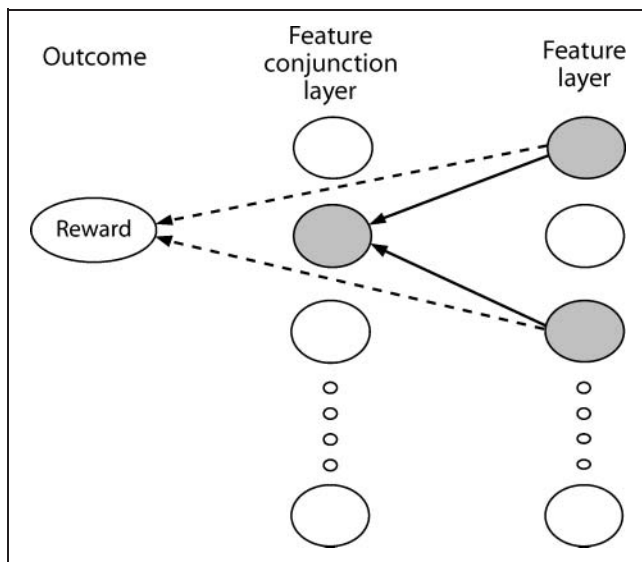 Outcome
Feature
conjunction
layer
Feature
layer
Reward